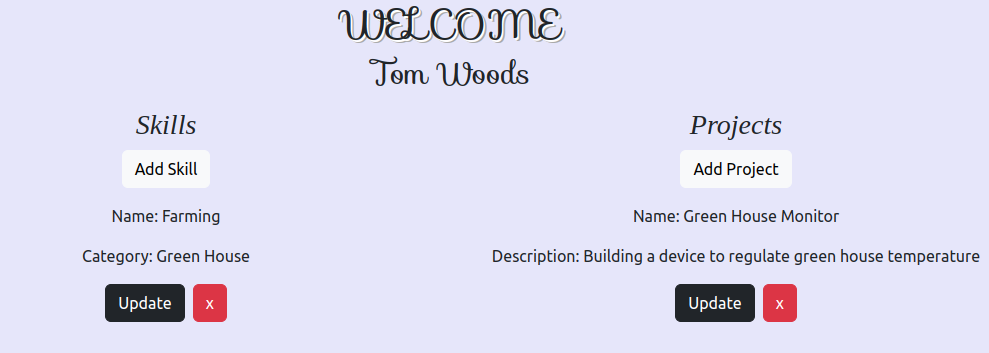 WELCOME
Tom Woods
Skills
Add Skill
Name: Farming
Category: Green House
Update x
Projects
Add Project
Name: Green House Monitor
Description: Building a device to regulate green house temperature
Update x